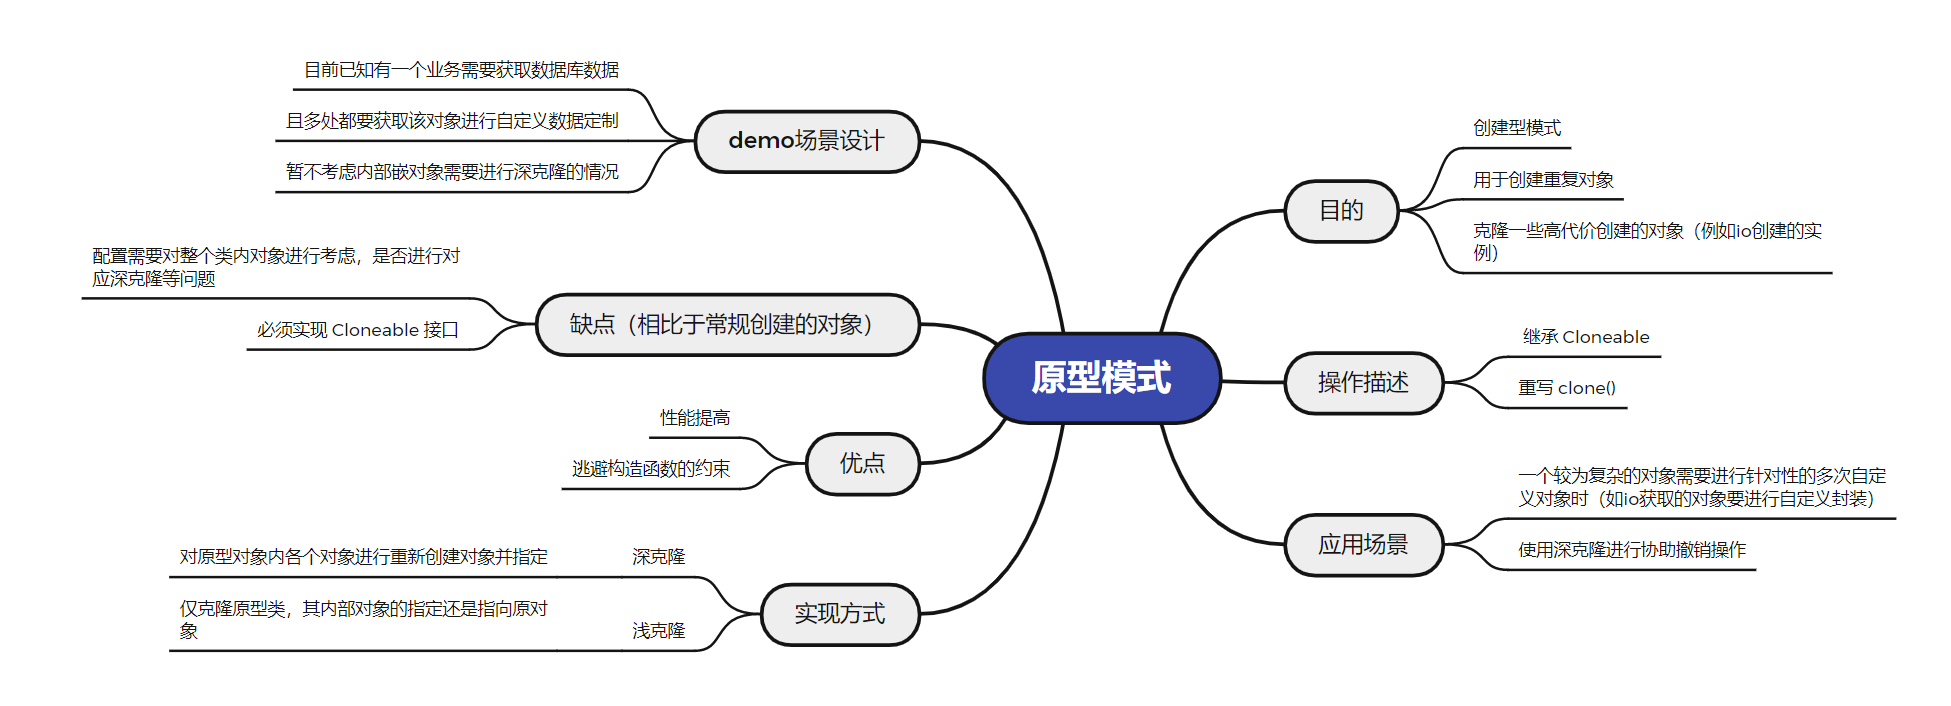 目前已知有一个业务需要获取数据库数据
且多处都要获取该对象进行自定义数据定制
暂不考虑内部嵌对象需要进行深克隆的情况
demo场景设计
配置需要对整个类内对象进行考虑，是否进行对
应深克隆等问题
必须实现 Cloneable 接口
缺点（相比于常规创建的对象）
性能提高
逃避构造函数的约束
优点
对原型对象内各个对象进行重新创建对象并指定
深克隆
仅克隆原型类，其内部对象的指定还是指向原对
象
浅克隆
实现方式
原型模式
目的
创建型模式
用于创建重复对象
克隆一些高代价创建的对象（例如io创建的实
例）
操作描述
继承 Cloneable
重写 clone()
应用场景
一个较为复杂的对象需要进行针对性的多次自定
义对象时（如io获取的对象要进行自定义封装）
使用深克隆进行协助撤销操作